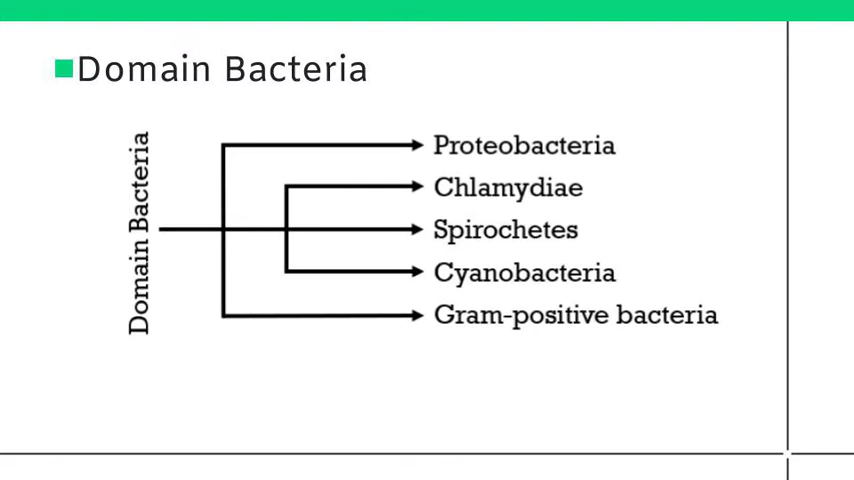 Domain Bacteria
Domain Bacteria
Proteobacteria
Chlamydiae
Spirochetes
Cyanobacteria
Gram-positive bacteria